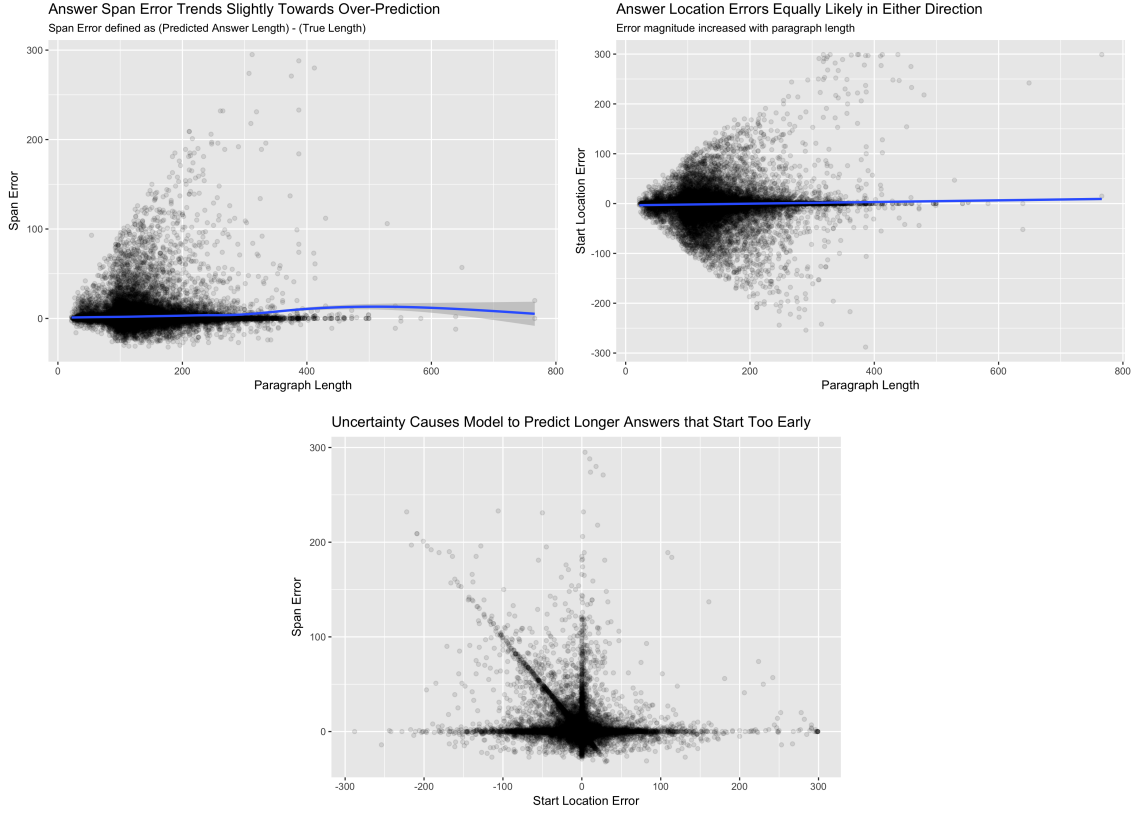 Answer Span Error Trends Slightly Towards Over-Prediction
Span Error defined as (Predicted Answer Length) - (True Length)
300
200
100
0
Span Error
0 200 400 600 800
Paragraph Length
Answer Location Errors Equally Likely in Either Direction
Error magnitude increased with paragraph length
300
200
100
0
-100
-200
-300
Start Location Error
0 200 400 600 800
Paragraph Length
Uncertainty Causes Model to Predict Longer Answers that Start Too Early
300
200
100
0
Span Error
-300 -200 -100 0 100 200 300
Start Location Error